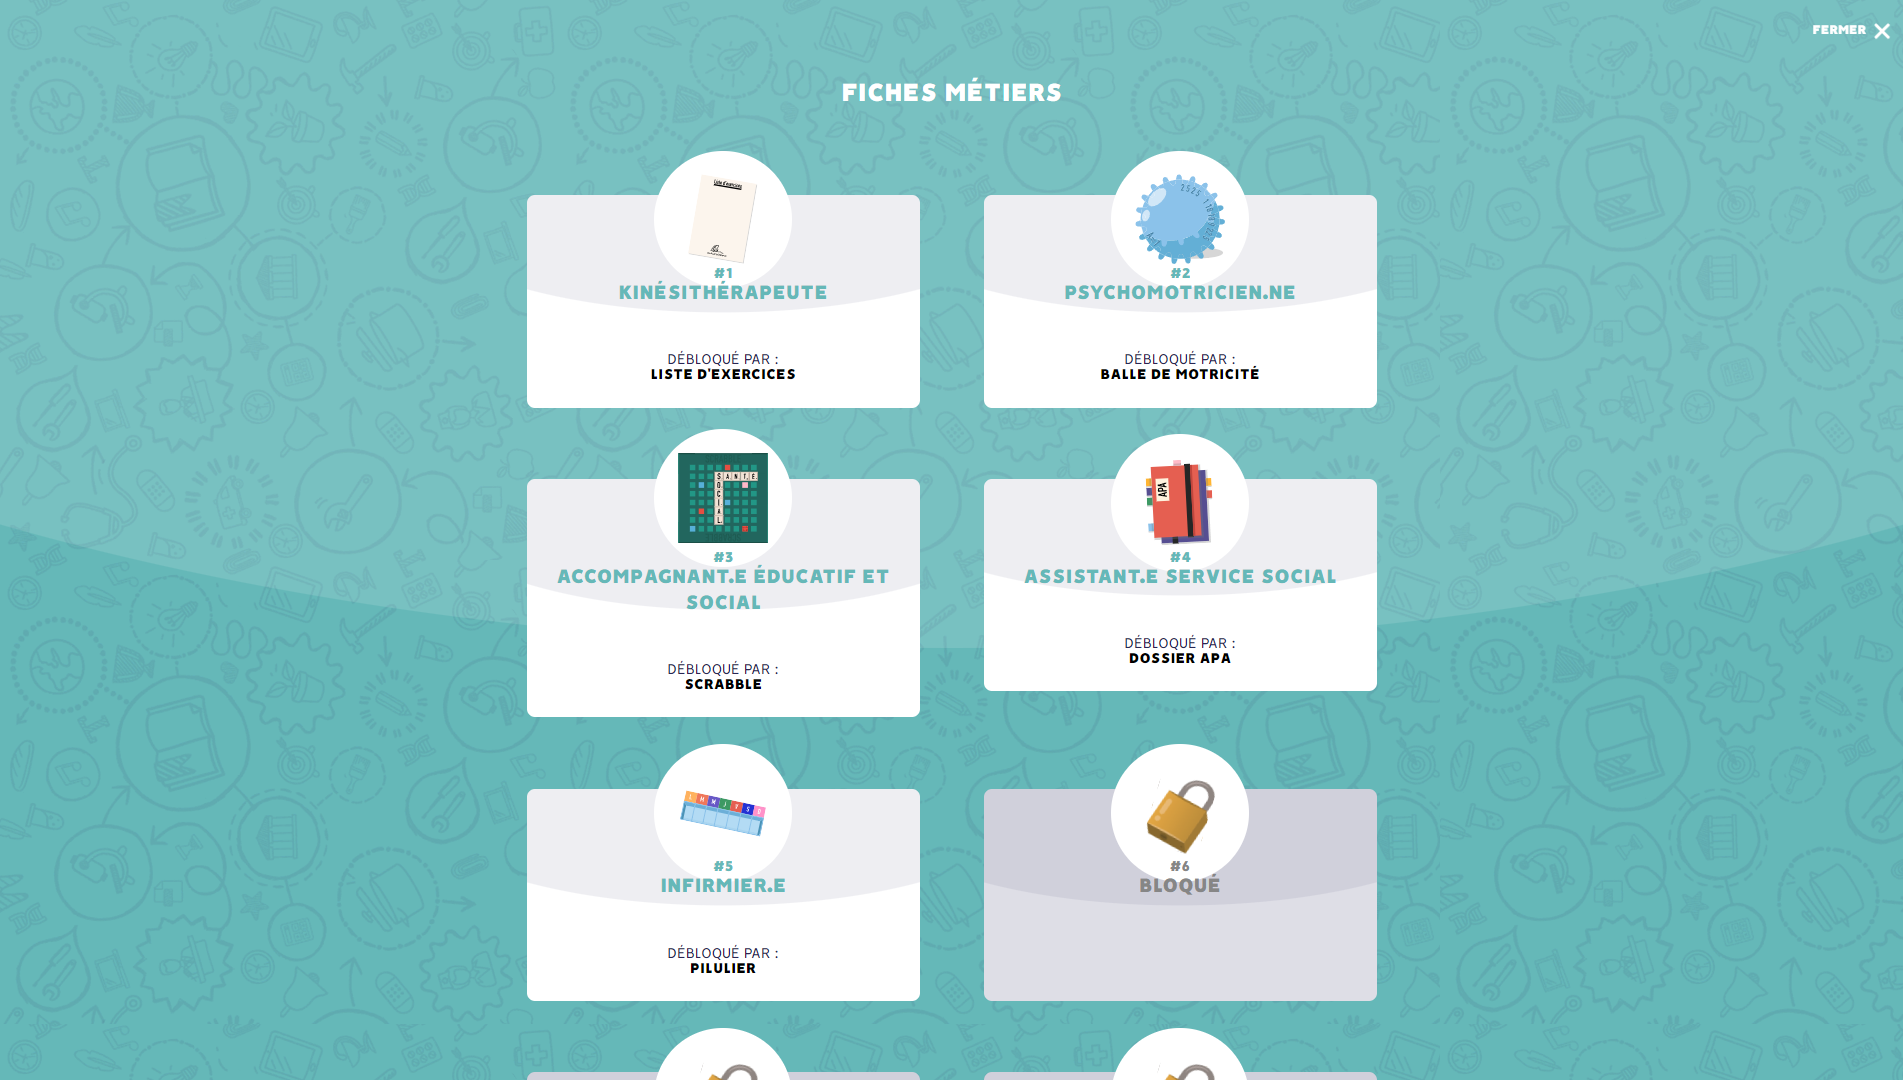 FERMER
FICHES MÉTIERS
Liste d'exercices
#1
KINÉSITHÉRAPEUTE
DÉBLOQUÉ PAR :
LISTE D'EXERCICES
#2
PSYCHOMOTRICIEN.NE
DÉBLOQUÉ PAR :
BALLE DE MOTRICITÉ
SANTÉ
SOCIAL
#3
ACCOMPAGNANT.E ÉDUCATIF ET
SOCIAL
DÉBLOQUÉ PAR :
SCRABBLE
APA
#4
ASSISTANT.E SERVICE SOCIAL
DÉBLOQUÉ PAR :
DOSSIER APA
L M M J V S D
#5
INFIRMIER.E
DÉBLOQUÉ PAR :
PILULIER
#6
BLOQUÉ